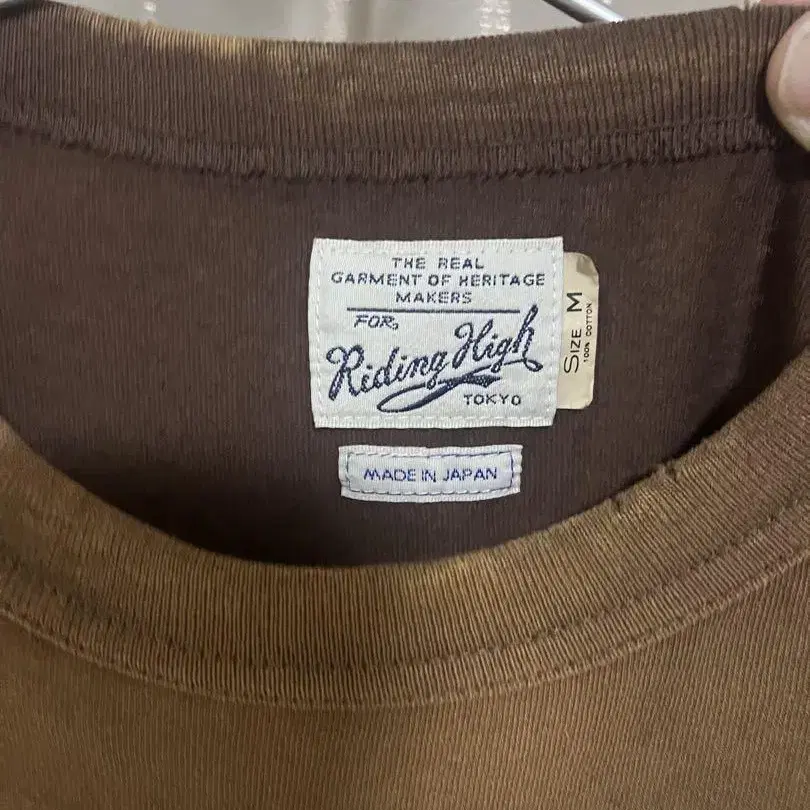 THE REAL
GARMENT OF HERITAGE
MAKERS
FOR
Riding High
TOKYO
SIZE M
100% COTTON
MADE IN JAPAN